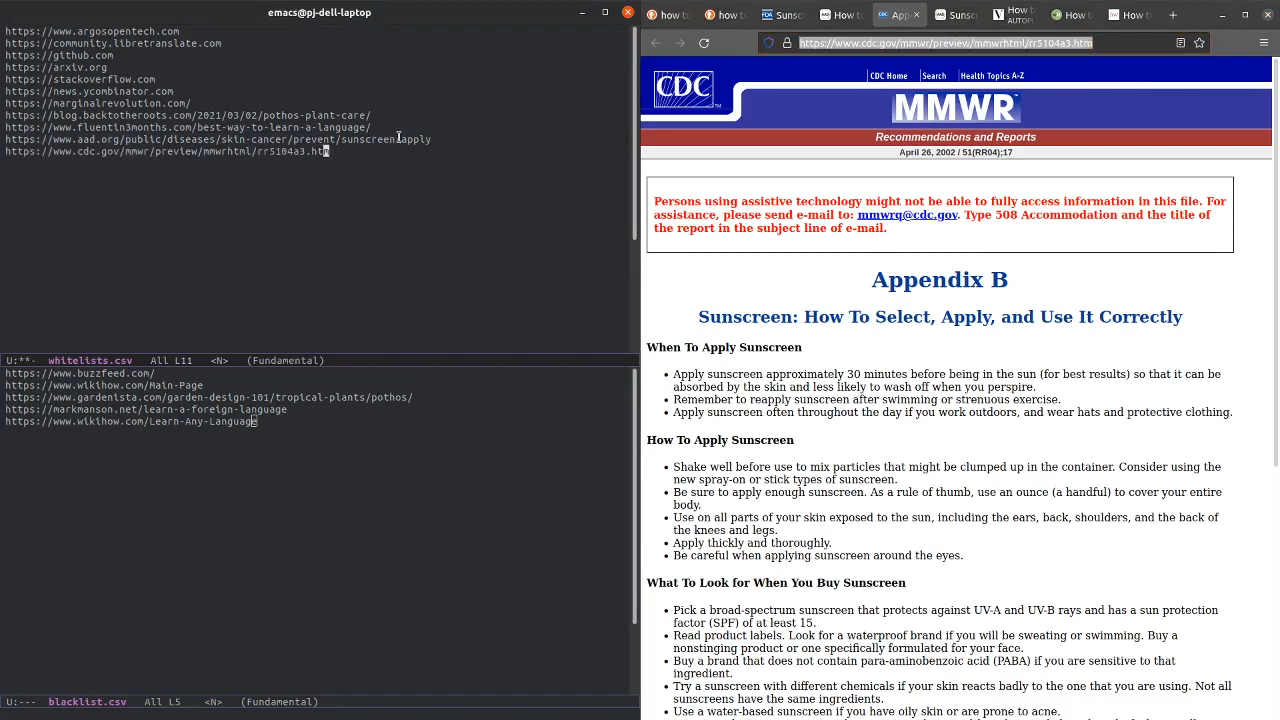 emacs@pj-dell-laptop
https://www.argosopentech.com
https://community.libretranslate.com
https://github.com
https://arxiv.org
https://stackoverflow.com
https://news.ycombinator.com
https://marginalrevolution.com/
https://blog.backtotheroots.com/2021/03/02/pothos-plant-care/
https://www.fluentin3months.com/best-way-to-learn-a-language/
https://www.aad.org/public/diseases/skin-cancer/prevent/sunscreen-apply
https://www.cdc.gov/mmwr/preview/mmwrhtml/rr5104a3.htm
U:**- whitelists.csv All L11 <N> (Fundamental)
https://www.buzzfeed.com/
https://www.wikihow.com/Main-Page
https://www.gardenista.com/garden-design-101/tropical-plants/pothos/
https://markmanson.net/learn-a-foreign-language
https://www.wikihow.com/Learn-Any-Language
U:--- blacklist.csv All L5 <N> (Fundamental)
how to
how to
FDA Sunsc
AAD How to
CDC App
AAD Sunsc
V How t AUTOPL
How t
How t
https://www.cdc.gov/mmwr/preview/mmwrhtml/rr5104a3.htm
CDC Home Search Health Topics A-Z
CDC
MMWR
Recommendations and Reports
April 26, 2002 / 51(RR04);17
Persons using assistive technology might not be able to fully access information in this file. For
assistance, please send e-mail to: mmwrq@cdc.gov. Type 508 Accommodation and the title of
the report in the subject line of e-mail.
Appendix B
Sunscreen: How To Select, Apply, and Use It Correctly
When To Apply Sunscreen
Apply sunscreen approximately 30 minutes before being in the sun (for best results) so that it can be
absorbed by the skin and less likely to wash off when you perspire.
Remember to reapply sunscreen after swimming or strenuous exercise.
Apply sunscreen often throughout the day if you work outdoors, and wear hats and protective clothing.
How To Apply Sunscreen
Shake well before use to mix particles that might be clumped up in the container. Consider using the
new spray-on or stick types of sunscreen.
Be sure to apply enough sunscreen. As a rule of thumb, use an ounce (a handful) to cover your entire
body.
Use on all parts of your skin exposed to the sun, including the ears, back, shoulders, and the back of
the knees and legs.
Apply thickly and thoroughly.
Be careful when applying sunscreen around the eyes.
What To Look for When You Buy Sunscreen
Pick a broad-spectrum sunscreen that protects against UV-A and UV-B rays and has a sun protection
factor (SPF) of at least 15.
Read product labels. Look for a waterproof brand if you will be sweating or swimming. Buy a
nonstinging product or one specifically formulated for your face.
Buy a brand that does not contain para-aminobenzoic acid (PABA) if you are sensitive to that
ingredient.
Try a sunscreen with different chemicals if your skin reacts badly to the one that you are using. Not all
sunscreens have the same ingredients.
Use a water-based sunscreen if you have oily skin or are prone to acne.